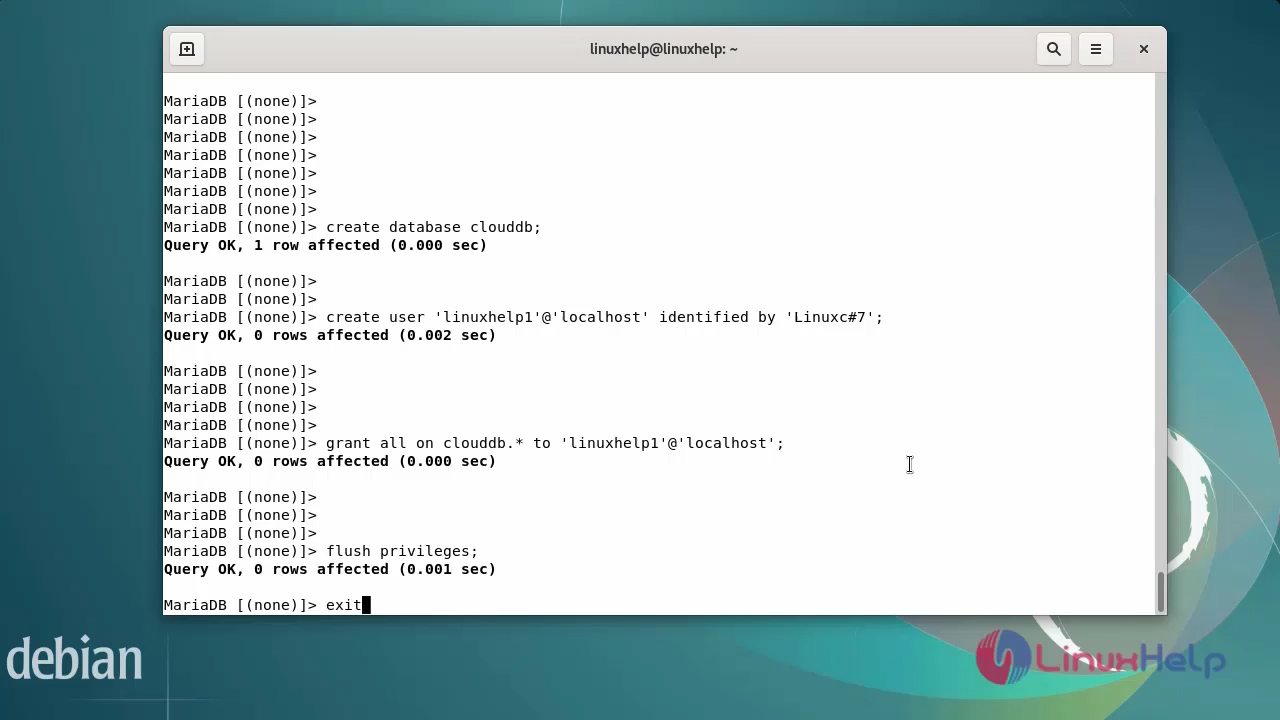 linuxhelp@linuxhelp: ~
MariaDB [(none)]>
MariaDB [(none)]>
MariaDB [(none)]>
MariaDB [(none)]>
MariaDB [(none)]>
MariaDB [(none)]>
MariaDB [(none)]>
MariaDB [(none)]> create database clouddb;
Query OK, 1 row affected (0.000 sec)
MariaDB [(none)]>
MariaDB [(none)]>
MariaDB [(none)]> create user 'linuxhelp1'@'localhost' identified by 'Linuxc#7';
Query OK, 0 rows affected (0.002 sec)
MariaDB [(none)]>
MariaDB [(none)]>
MariaDB [(none)]>
MariaDB [(none)]>
MariaDB [(none)]> grant all on clouddb.* to 'linuxhelp1'@'localhost';
Query OK, 0 rows affected (0.000 sec)
MariaDB [(none)]>
MariaDB [(none)]>
MariaDB [(none)]>
MariaDB [(none)]> flush privileges;
Query OK, 0 rows affected (0.001 sec)
MariaDB [(none)]> exit
debian
LinuxHelp